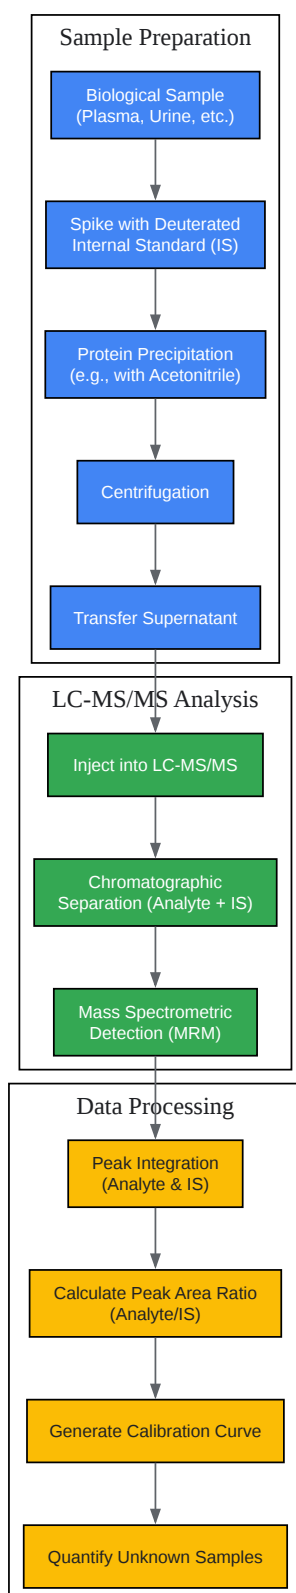 Sample Preparation
Biological Sample
(Plasma, Urine, etc.)
Spike with Deuterated
Internal Standard (IS)
Protein Precipitation
(e.g., with Acetonitrile)
Centrifugation
Transfer Supernatant
LC-MS/MS Analysis
Inject into LC-MS/MS
Chromatographic
Separation (Analyte + IS)
Mass Spectrometric
Detection (MRM)
Data Processing
Peak Integration
(Analyte & IS)
Calculate Peak Area Ratio
(Analyte/IS)
Generate Calibration Curve
Quantify Unknown Samples